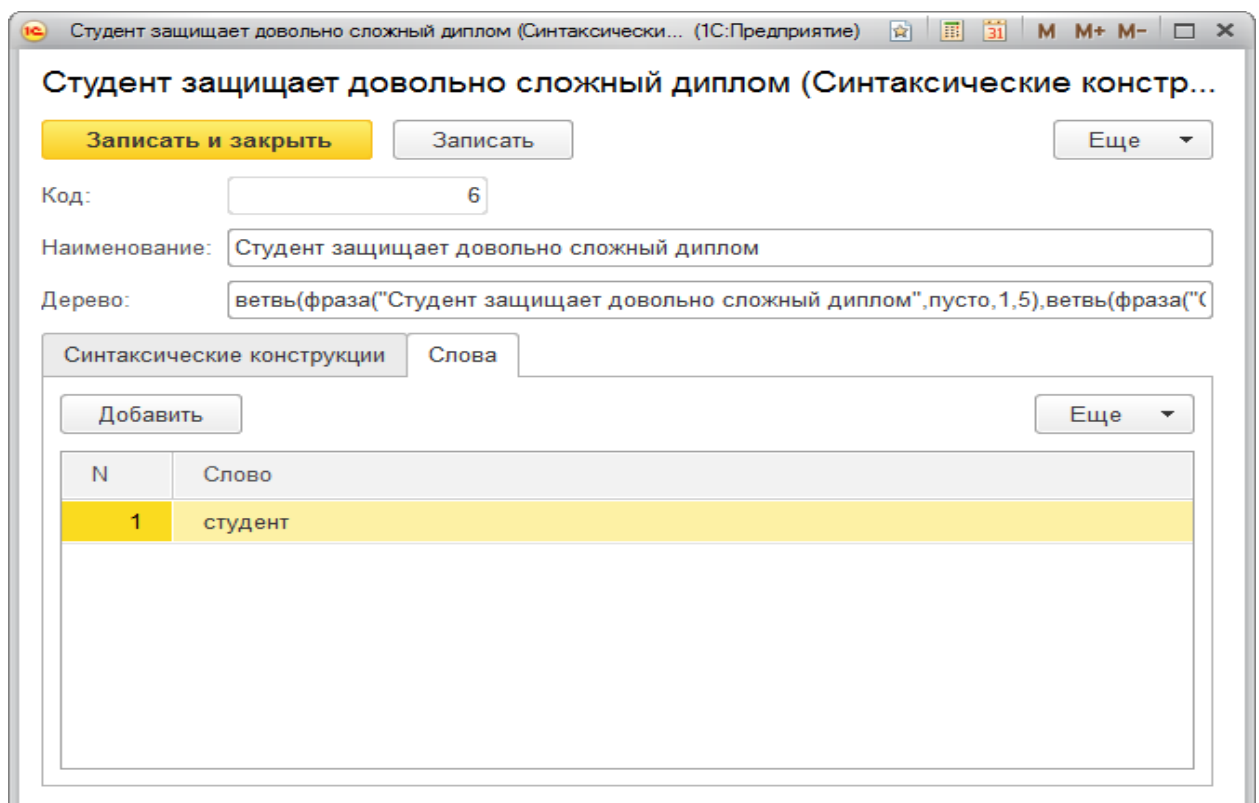 1С Студент защищает довольно сложный диплом (Синтаксически... (1С:Предприятие) 31 M M+ M-
Студент защищает довольно сложный диплом (Синтаксические констр...
Записать и закрыть Записать Еще
Код: 6
Наименование: Студент защищает довольно сложный диплом
Дерево: ветвь(фраза("Студент защищает довольно сложный диплом",пусто,1,5),ветвь(фраза("С
Синтаксические конструкции Слова
Добавить Еще
N Слово
1 студент